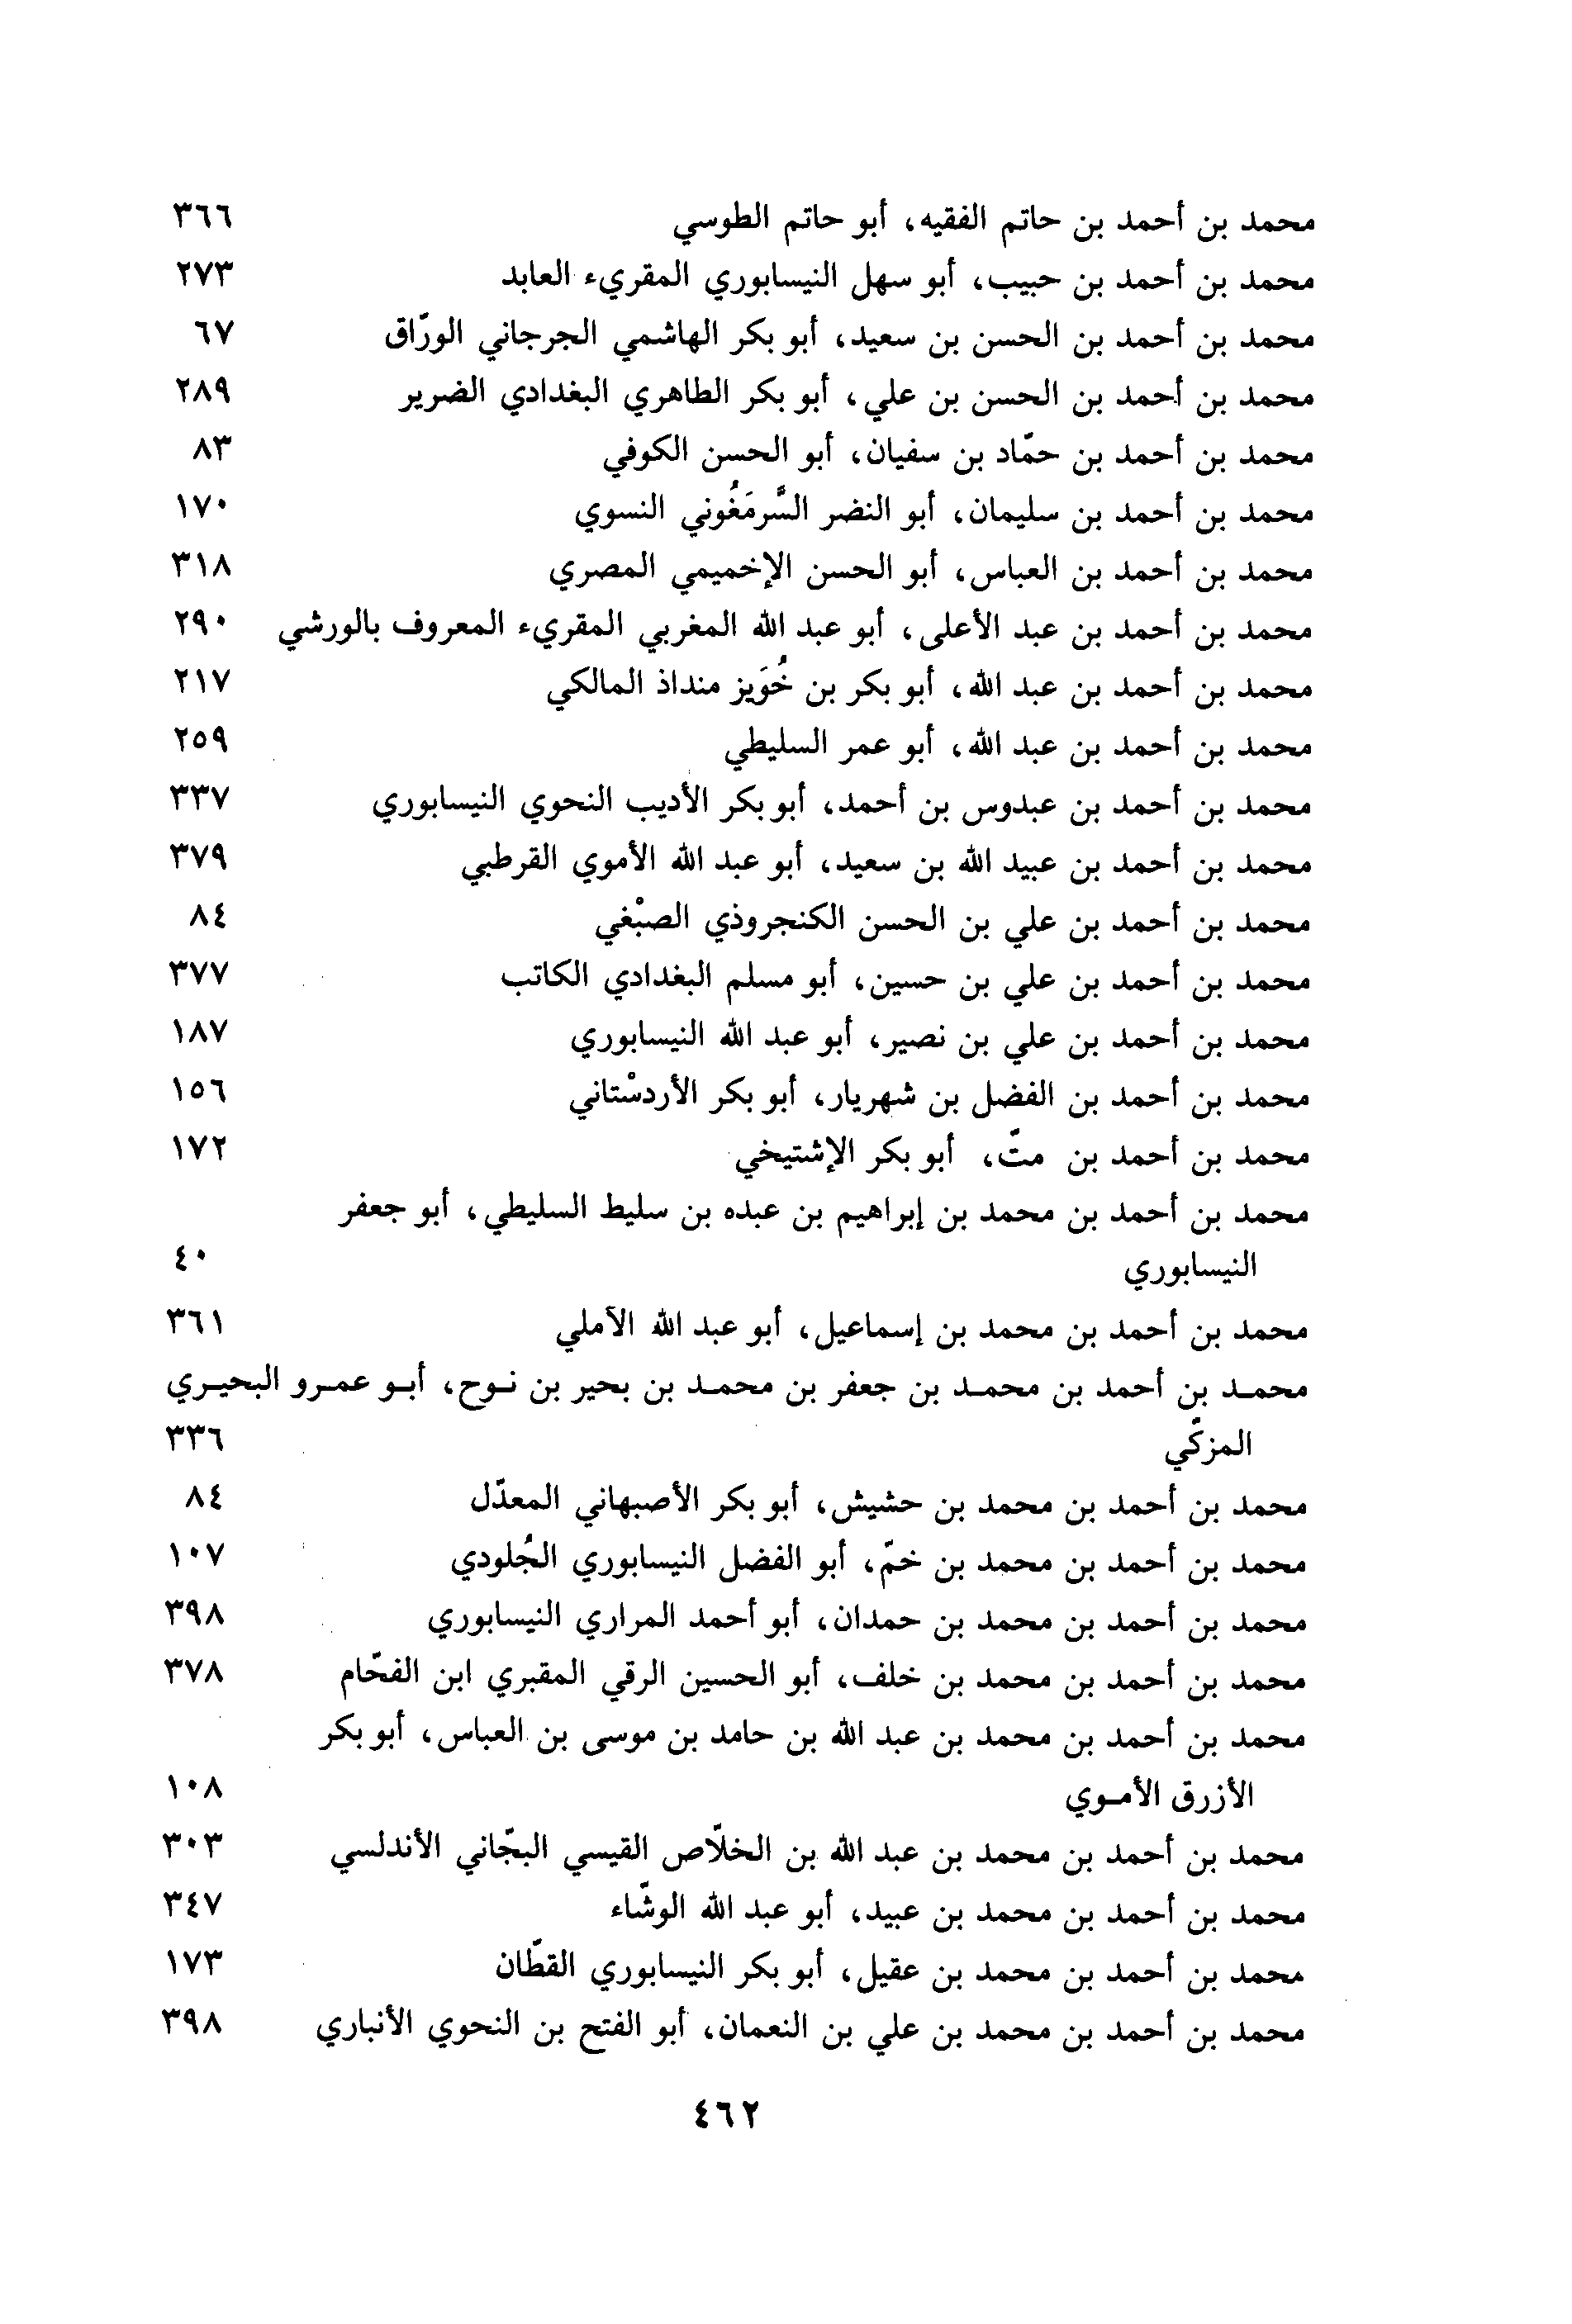 محمد بن أحمد بن حاتم الفقيه، أبو حاتم الطوسي ٣٦٦
محمد بن أحمد بن حبيب، أبو سهل النيسابوري المقريء العابد ٢٧٣
محمد بن أحمد بن الحسن بن سعيد، أبو بكر الهاشمي الجرجاني الورّاق ٦٧
محمد بن أحمد بن الحسن بن علي، أبو بكر الطاهري البغدادي الضرير ٢٨٩
محمد بن أحمد بن حمّاد بن سفيان، أبو الحسن الكوفي ٨٣
محمد بن أحمد بن سليمان، أبو النضر السُّرمَغُوني النسوي ١٧٠
محمد بن أحمد بن العباس، أبو الحسن الإخميمي المصري ٣١٨
محمد بن أحمد بن عبد الأعلى، أبو عبد الله المغربي المقريء المعروف بالورشي ٢٩٠
محمد بن أحمد بن عبد الله، أبو بكر بن خُوَيز منداذ المالكي ٢١٧
محمد بن أحمد بن عبد الله، أبو عمر السليطي ٢٥٩
محمد بن أحمد بن عبدوس بن أحمد، أبو بكر الأديب النحوي النيسابوري ٣٣٧
محمد بن أحمد بن عبيد الله بن سعيد، أبو عبد الله الأموي القرطبي ٣٧٩
محمد بن أحمد بن علي بن الحسن الكنجروذي الصبْغي ٨٤
محمد بن أحمد بن علي بن حسين، أبو مسلم البغدادي الكاتب ٣٧٧
محمد بن أحمد بن علي بن نصير، أبو عبد الله النيسابوري ١٨٧
محمد بن أحمد بن الفضل بن شهريار، أبو بكر الأردسْتاني ١٥٦
محمد بن أحمد بن متّ، أبو بكر الإشتيخي ١٧٢
محمد بن أحمد بن محمد بن إبراهيم بن عبده بن سليط السليطي، أبو جعفر
النيسابوري ٤٠
محمد بن أحمد بن محمد بن إسماعيل، أبو عبد الله الآملي ٣٦١
محمـد بن أحمد بن محمـد بن جعفر بن محمـد بن بحير بن نـوح، أبـو عمـرو البحيـري
المزكّي ٣٣٦
محمد بن أحمد بن محمد بن حشيش، أبو بكر الأصبهاني المعدّل ٨٤
محمد بن أحمد بن محمد بن خمّ، أبو الفضل النيسابوري الجُلودي ١٠٧
محمد بن أحمد بن محمد بن حمدان، أبو أحمد المراري النيسابوري ٣٩٨
محمد بن أحمد بن محمد بن خلف، أبو الحسين الرقي المقبري ابن الفحّام ٣٧٨
محمد بن أحمد بن محمد بن عبد الله بن حامد بن موسى بن العباس، أبو بكر
الأزرق الأمـوي ١٠٨
محمد بن أحمد بن محمد بن عبد الله بن الخلاّص القيسي البجّاني الأندلسي ٣٠٣
محمد بن أحمد بن محمد بن عبيد، أبو عبد الله الوشّاء ٣٤٧
محمد بن أحمد بن محمد بن عقيل، أبو بكر النيسابوري القطّان ١٧٣
محمد بن أحمد بن محمد بن علي بن النعمان، أبو الفتح بن النحوي الأنباري ٣٩٨
٤٦٢